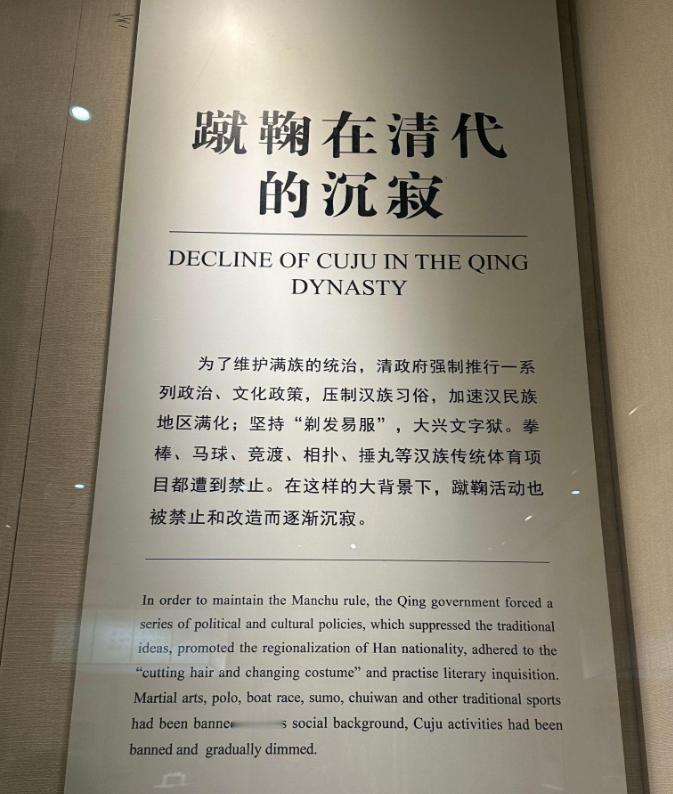 蹴鞠在清代
的沉寂
DECLINE OF CUJU IN THE QING
DYNASTY
为了维护满族的统治，清政府强制推行一系
列政治、文化政策，压制汉族习俗，加速汉民族
地区满化；坚持“剃发易服”，大兴文字狱。拳
棒、马球、竞渡、相扑、捶丸等汉族传统体育项
目都遭到禁止。在这样的大背景下，蹴鞠活动也
被禁止和改造而逐渐沉寂。
In order to maintain the Manchu rule, the Qing government forced a
series of political and cultural policies, which suppressed the traditional
ideas, promoted the regionalization of Han nationality, adhered to the
“cutting hair and changing costume” and practise literary inquisition.
Martial arts, polo, boat race, sumo, chuiwan and other traditional sports
had been social background, Cuju activities had been
banned and gradually dimmed.